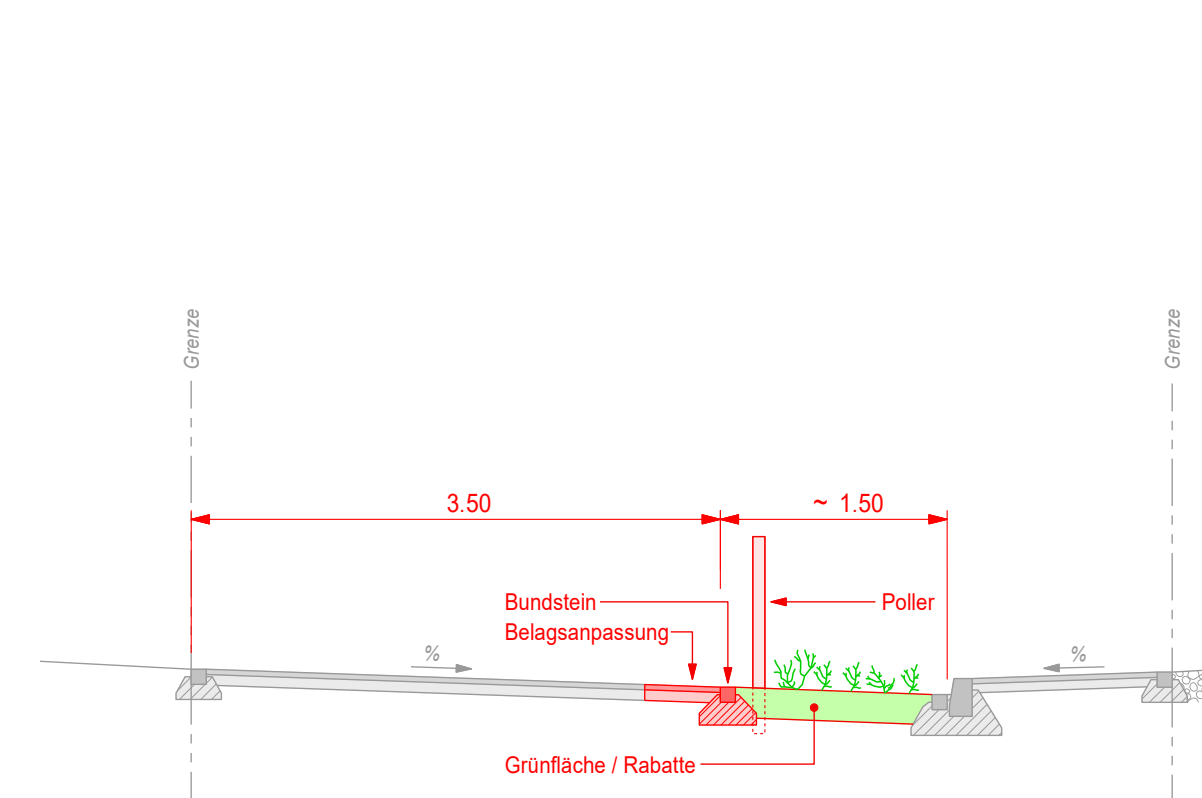 Grenze
Grenze
3.50
~ 1.50
Bundstein
Poller
Belagsanpassung
%
%
Grünfläche / Rabatte